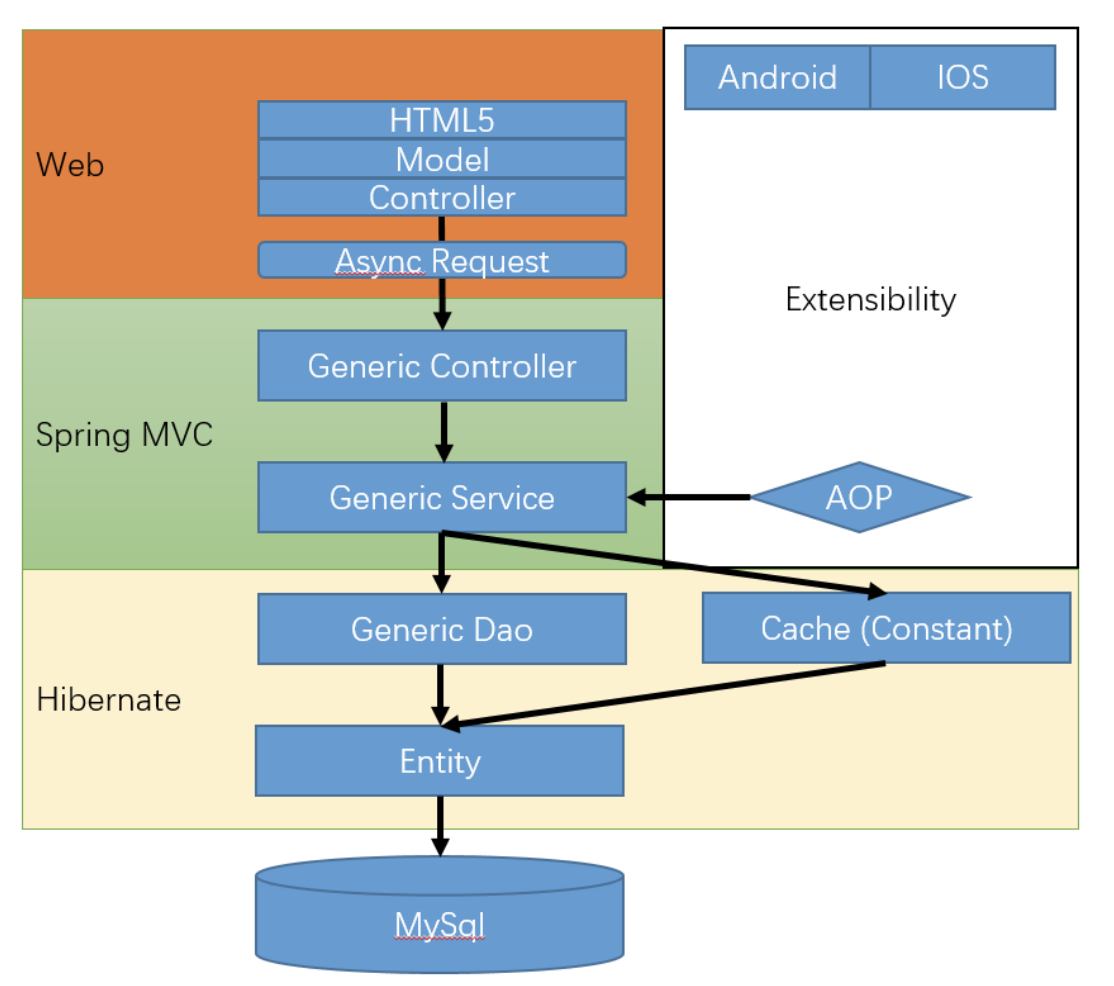 Android
IOS
HTML5
Web
Model
Controller
Async Request
Extensibility
Generic Controller
Spring MVC
Generic Service
AOP
Generic Dao
Cache (Constant)
Hibernate
Entity
MySql